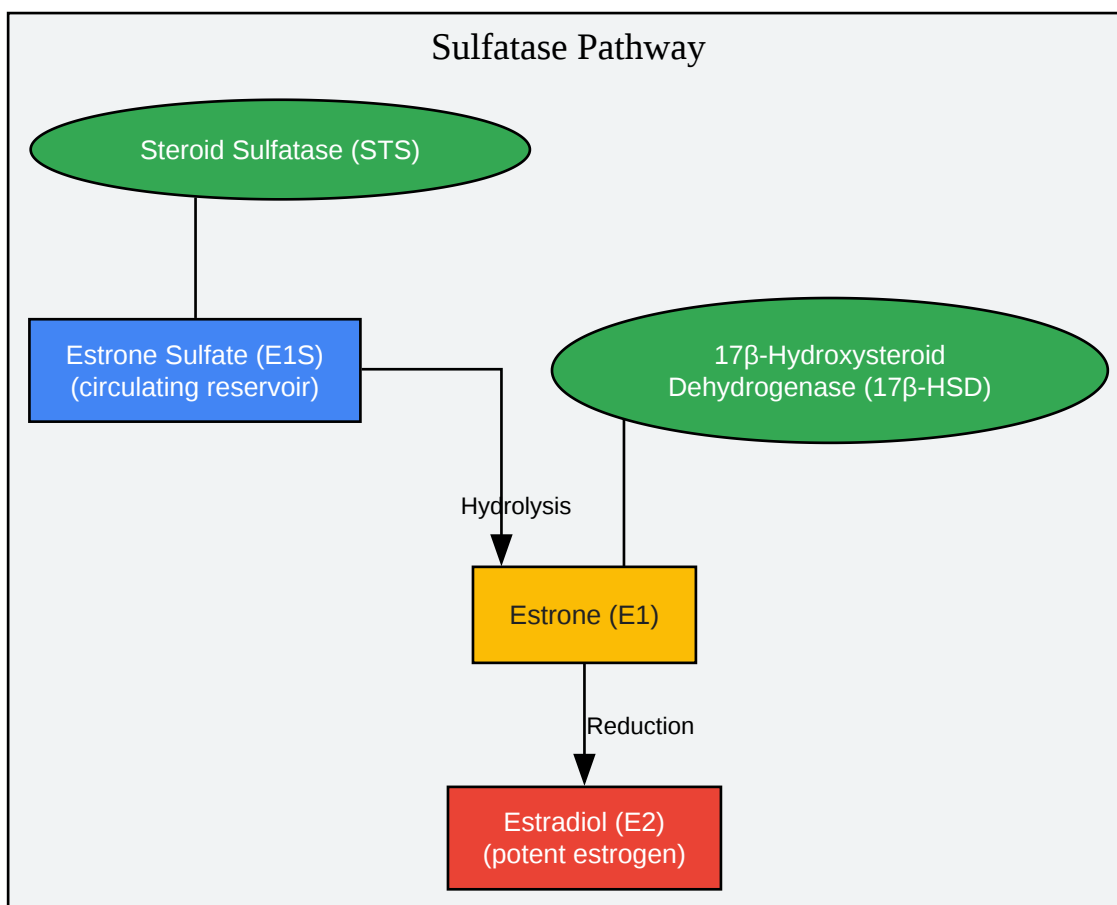 Sulfatase Pathway
Steroid Sulfatase (STS)
Estrone Sulfate (E1S)
(circulating reservoir)
17β-Hydroxysteroid
Dehydrogenase (17β-HSD)
Hydrolysis
Estrone (E1)
Reduction
Estradiol (E2)
(potent estrogen)